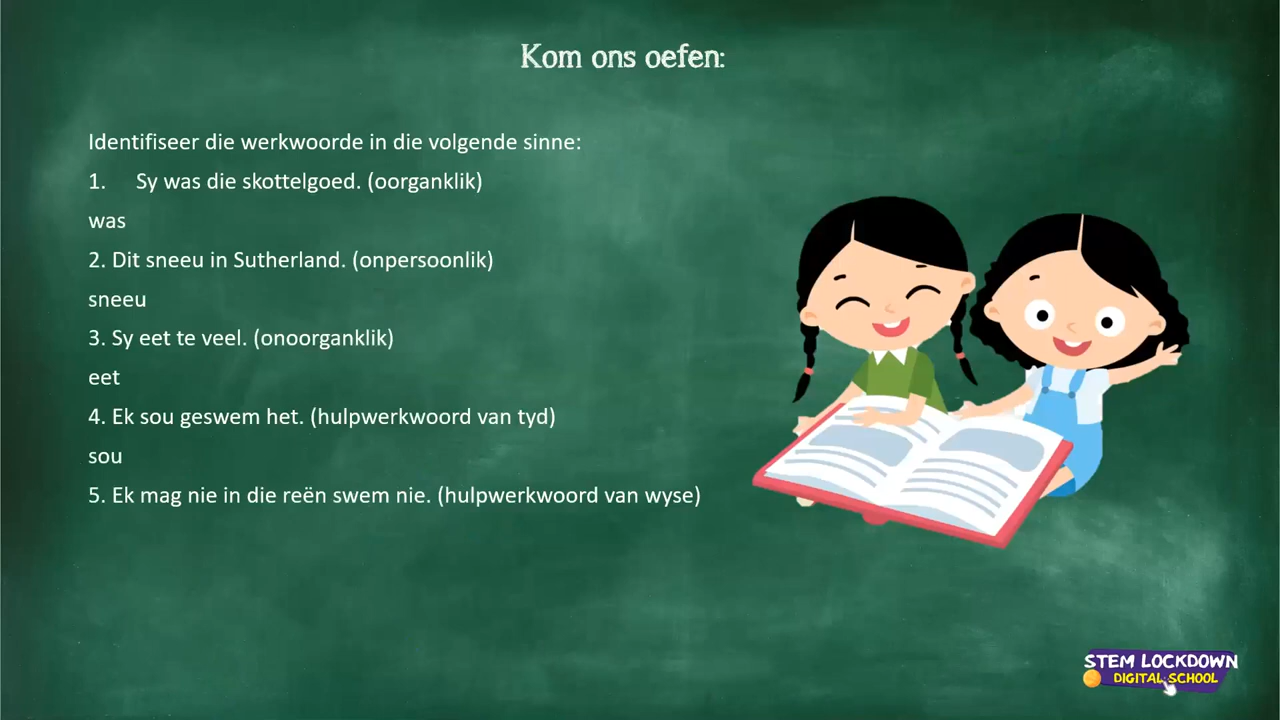 Kom ons oefen:
Identifiseer die werkwoorde in die volgende sinne:
1. Sy was die skottelgoed. (oorganklik)
was
2. Dit sneeu in Sutherland. (onpersoonlik)
sneeu
3. Sy eet te veel. (onoorganklik)
eet
4. Ek sou geswem het. (hulpwerkwoord van tyd)
sou
5. Ek mag nie in die reën swem nie. (hulpwerkwoord van wyse)
STEM LOCKDOWN
DIGITAL SCHOOL